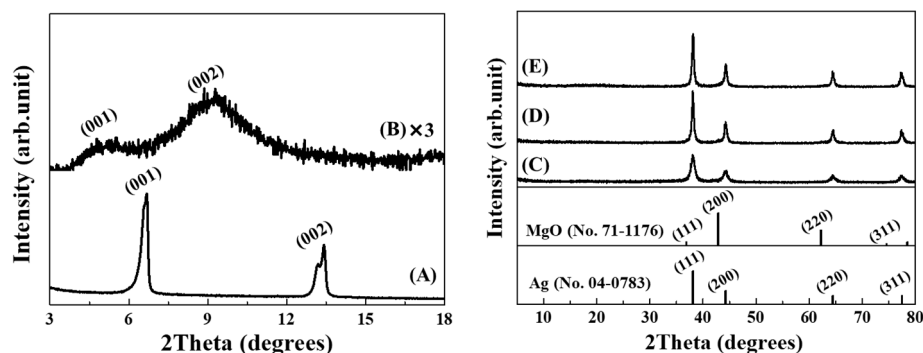 Intensity (arb.unit)
(001)
(002)
(B)×3
(001)
(002)
(A)
3 6 9 12 15 18
2Theta (degrees)
Intensity (arb.unit)
(E)
(D)
(C)
(200)
MgO (No. 71-1176) (111) (220) (311)
(111)
Ag (No. 04-0783) (200) (220) (311)
10 20 30 40 50 60 70 80
2Theta (degrees)